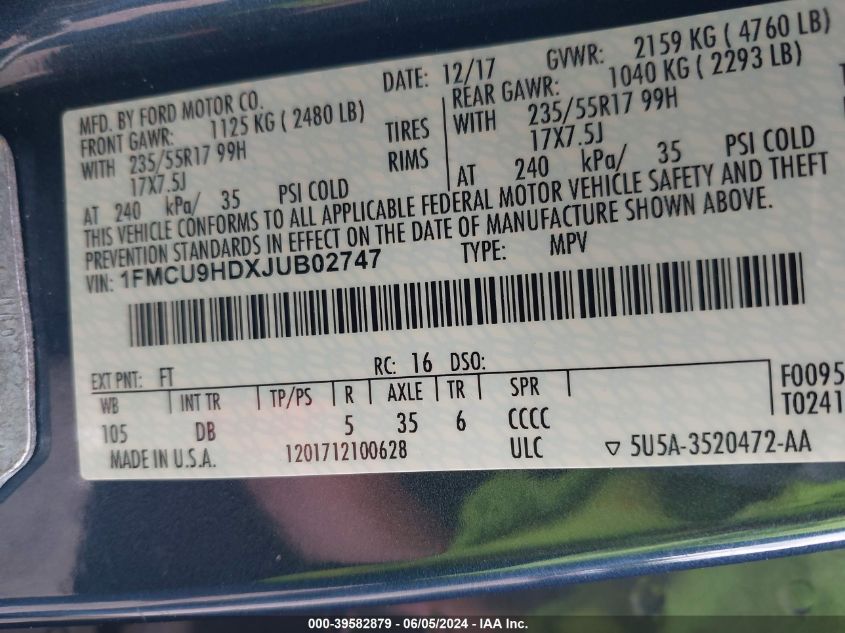 MFD. BY FORD MOTOR CO. DATE: 12/17 GVWR: 2159 KG ( 4760 LB)
FRONT GAWR: 1125 KG ( 2480 LB) REAR GAWR: 1040 KG ( 2293 LB)
WITH 235/55R17 99H TIRES WITH 235/55R17 99H
17X7.5J RIMS 17X7.5J
AT 240 kPa/ 35 PSI COLD AT 240 kPa/ 35 PSI COLD
THIS VEHICLE CONFORMS TO ALL APPLICABLE FEDERAL MOTOR VEHICLE SAFETY AND THEFT
PREVENTION STANDARDS IN EFFECT ON THE DATE OF MANUFACTURE SHOWN ABOVE.
VIN: 1FMCU9HDXJUB02747 TYPE: MPV
EXT PNT: FT RC: 16 DSO:
WB INT TR TP/PS R AXLE TR SPR
105 DB 5 35 6 CCCC
MADE IN U.S.A. 1201712100628 ULC ▽ 5U5A-3520472-AA
F0095
T0241
000-39582879 - 06/05/2024 - © IAA Inc.